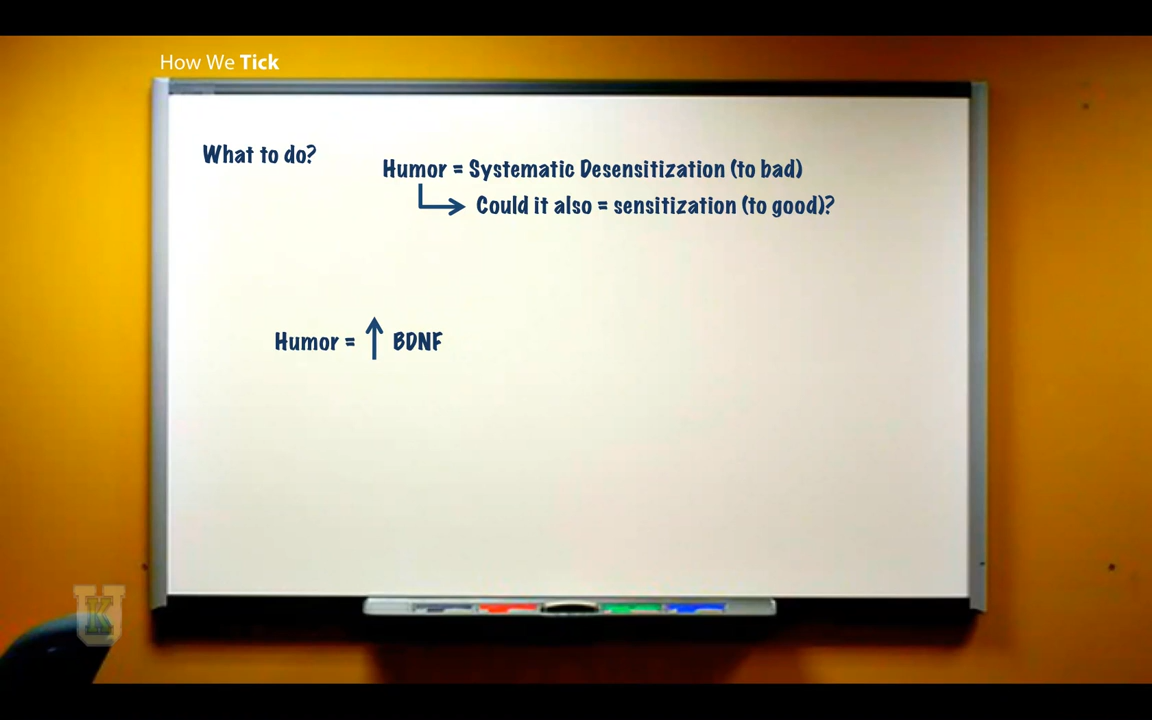 How We Tick
What to do?
Humor = Systematic Desensitization (to bad)
Could it also = sensitization (to good)?
Humor = ↑ BDNF
UK